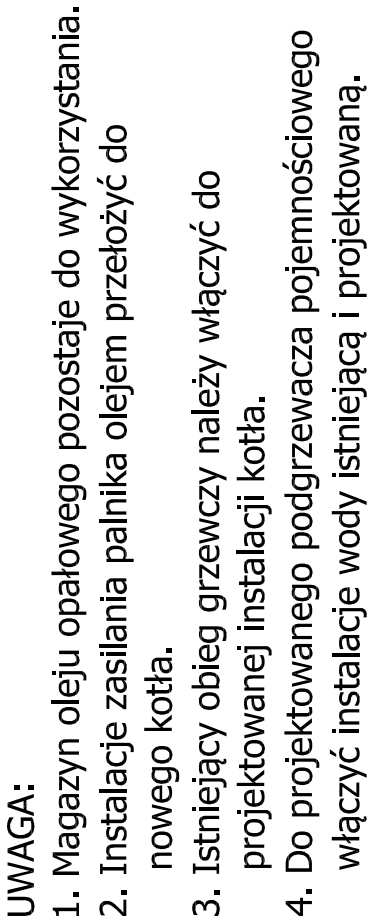 UWAGA:
1. Magazyn oleju opałowego pozostaje do wykorzystania.
2. Instalacje zasilania palnika olejem przełożyć do
nowego kotła.
3. Istniejący obieg grzewczy należy włączyć do
projektowanej instalacji kotła.
4. Do projektowanego podgrzewacza pojemnościowego
włączyć instalacje wody istniejącą i projektowaną.